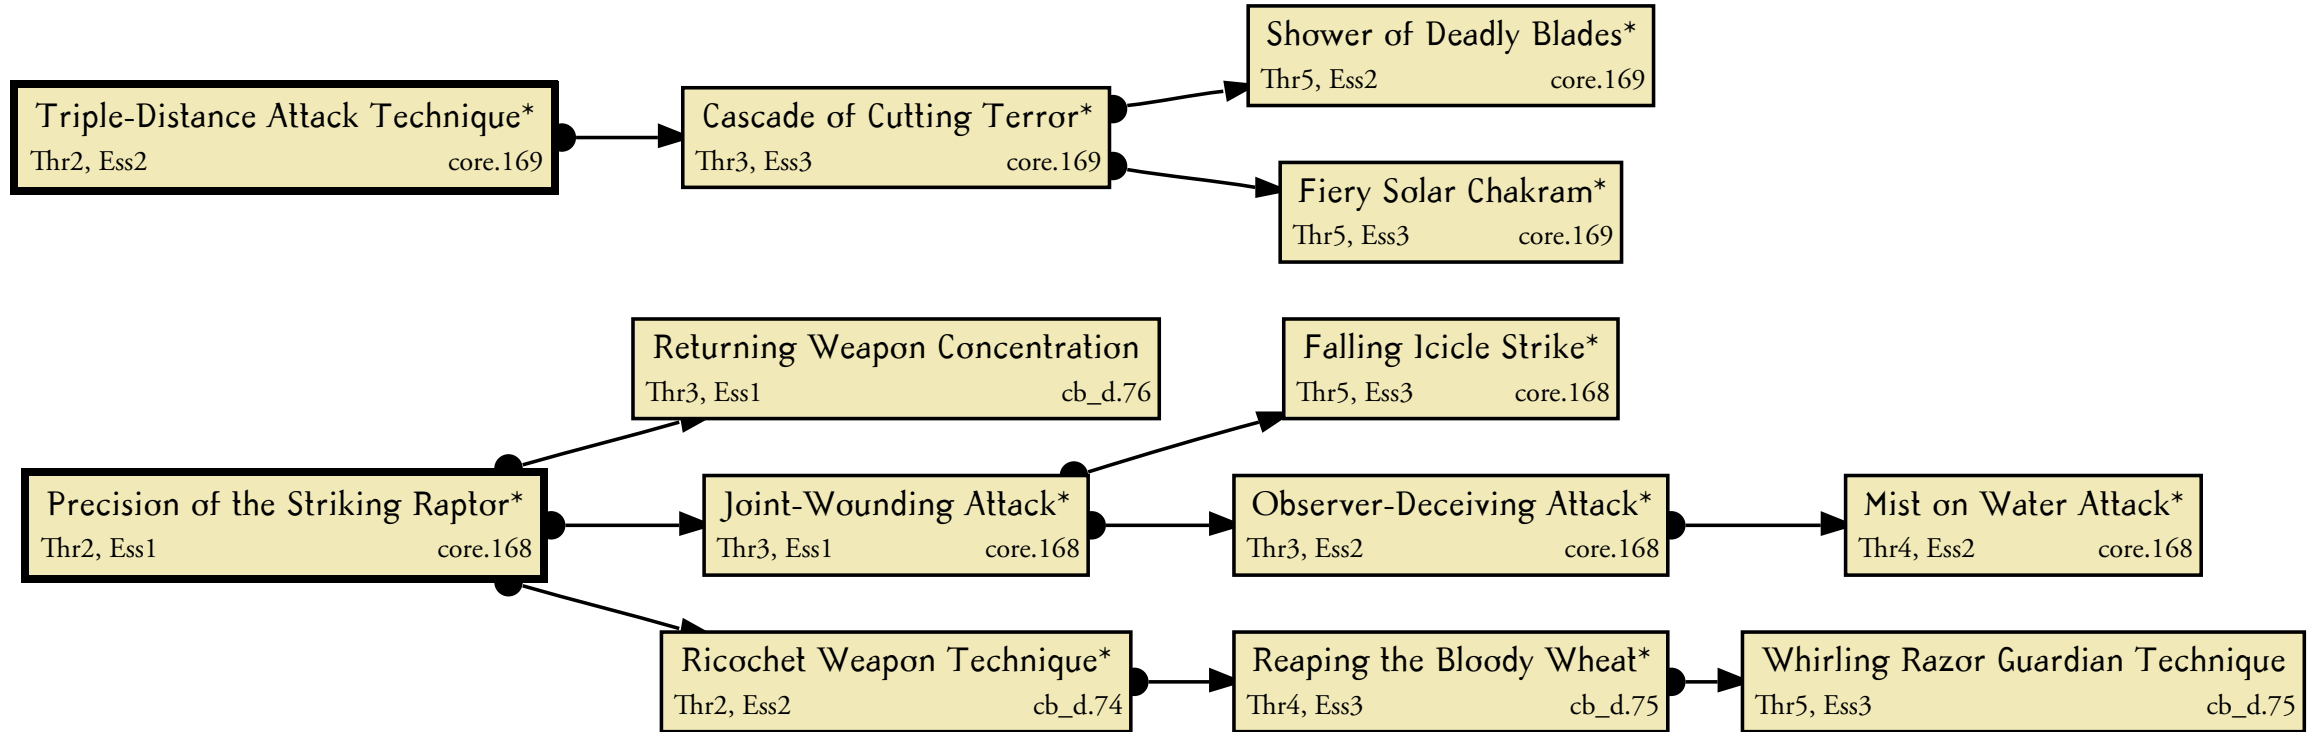 Shower of Deadly Blades*
Thr5, Ess2 core.169
Triple-Distance Attack Technique*
Thr2, Ess2 core.169
Cascade of Cutting Terror*
Thr3, Ess3 core.169
Fiery Solar Chakram*
Thr5, Ess3 core.169
Returning Weapon Concentration
Thr3, Ess1 cb_d.76
Falling Icicle Strike*
Thr5, Ess3 core.168
Precision of the Striking Raptor*
Thr2, Ess1 core.168
Joint-Wounding Attack*
Thr3, Ess1 core.168
Observer-Deceiving Attack*
Thr3, Ess2 core.168
Mist on Water Attack*
Thr4, Ess2 core.168
Ricochet Weapon Technique*
Thr2, Ess2 cb_d.74
Reaping the Bloody Wheat*
Thr4, Ess3 cb_d.75
Whirling Razor Guardian Technique
Thr5, Ess3 cb_d.75